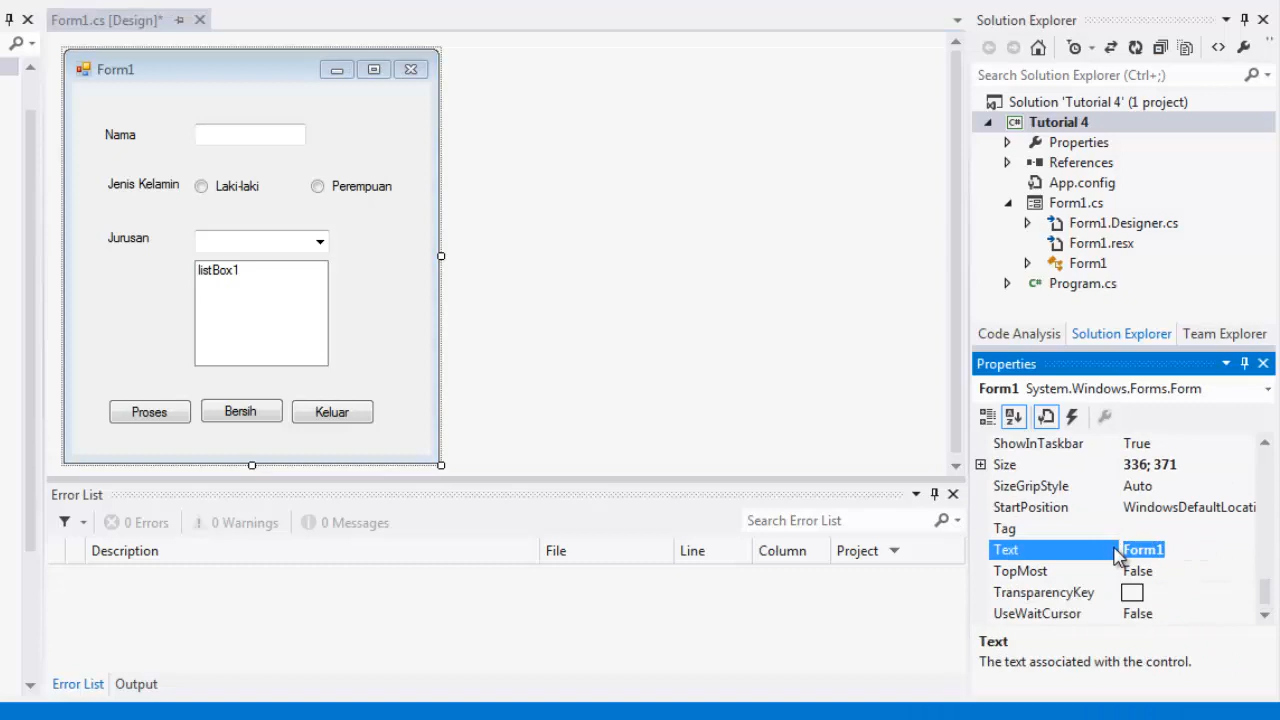 Form1.cs [Design]*
Form1
Nama
Jenis Kelamin
Laki-laki
Perempuan
Jurusan
listBox1
Proses
Bersih
Keluar
Error List
0 Errors
0 Warnings
0 Messages
Search Error List
Description
File
Line
Column
Project
Error List
Output
Solution Explorer
Search Solution Explorer (Ctrl+;)
Solution 'Tutorial 4' (1 project)
C# Tutorial 4
Properties
References
App.config
Form1.cs
Form1.Designer.cs
Form1.resx
Form1
C# Program.cs
Code Analysis
Solution Explorer
Team Explorer
Properties
Form1 System.Windows.Forms.Form
ShowInTaskbar True
Size 336; 371
SizeGripStyle Auto
StartPosition WindowsDefaultLocati
Tag
Text Form1
TopMost False
TransparencyKey
UseWaitCursor False
Text
The text associated with the control.